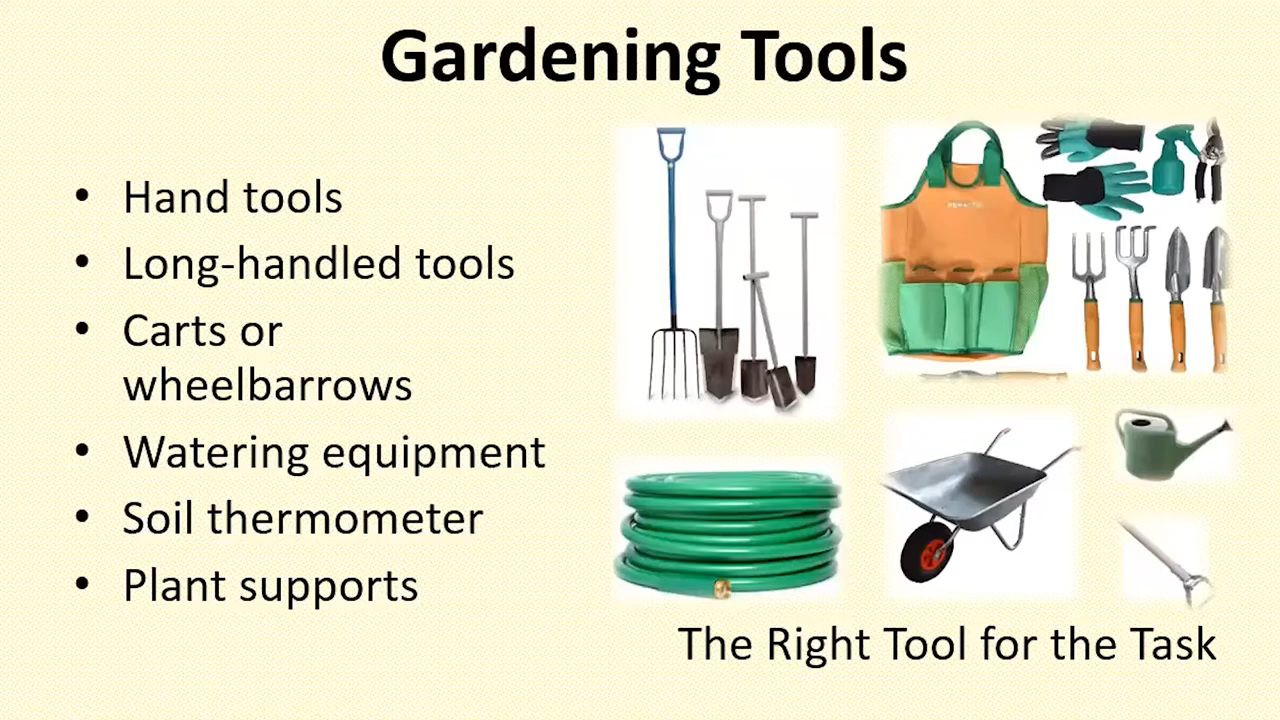 Gardening Tools
• Hand tools
• Long-handled tools
• Carts or
wheelbarrows
• Watering equipment
• Soil thermometer
• Plant supports
The Right Tool for the Task